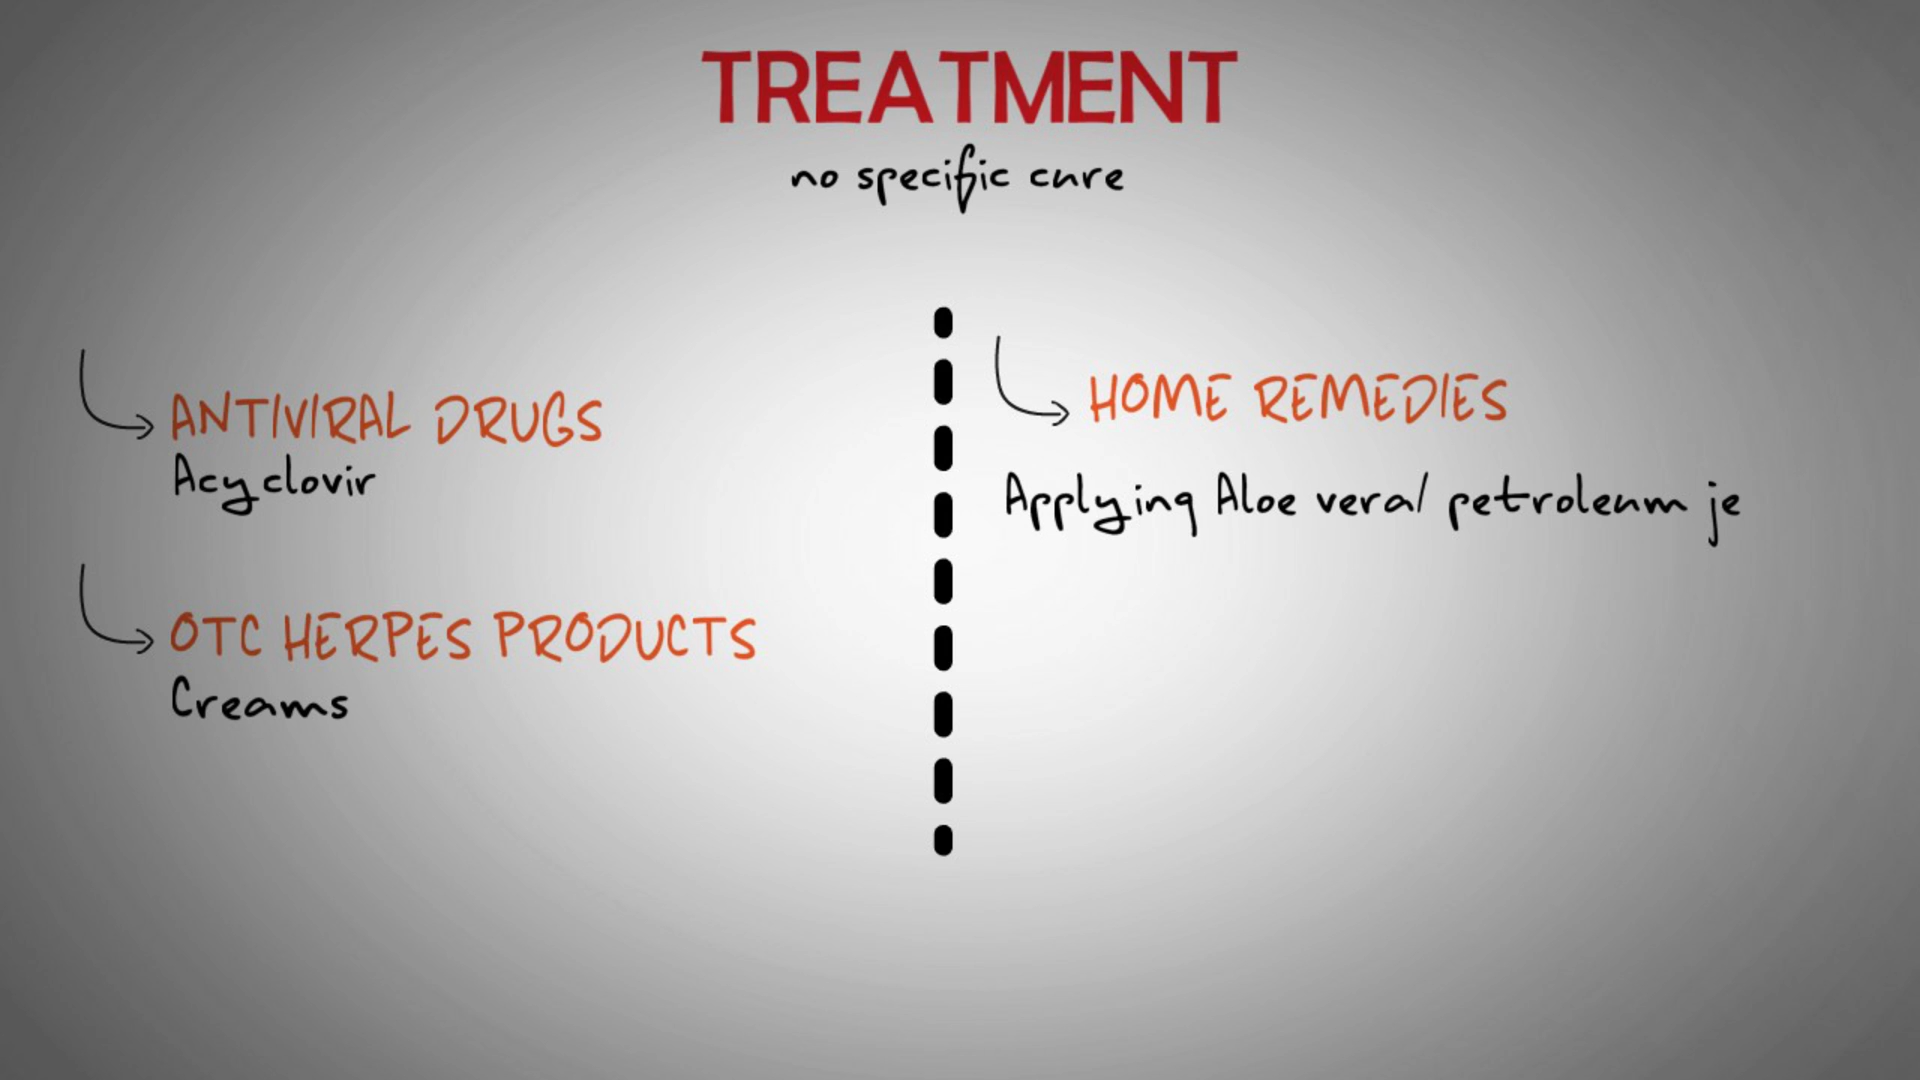 TREATMENT
no specific cure
ANTIVIRAL DRUGS
Acyclovir
OTC HERPES PRODUCTS
Creams
HOME REMEDIES
Applying Aloe vera/ petroleum je